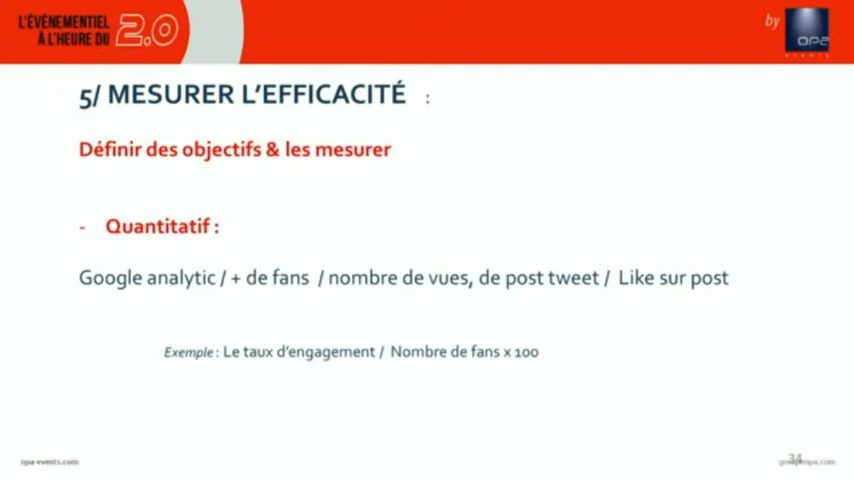 L'ÉVÉNEMENTIEL
À L'HEURE DU 2.0
by OPA
EVENTS
5/ MESURER L'EFFICACITÉ :
Définir des objectifs & les mesurer
- Quantitatif :
Google analytic / + de fans / nombre de vues, de post tweet / Like sur post
Exemple : Le taux d'engagement / Nombre de fans x 100
opa-events.com
34